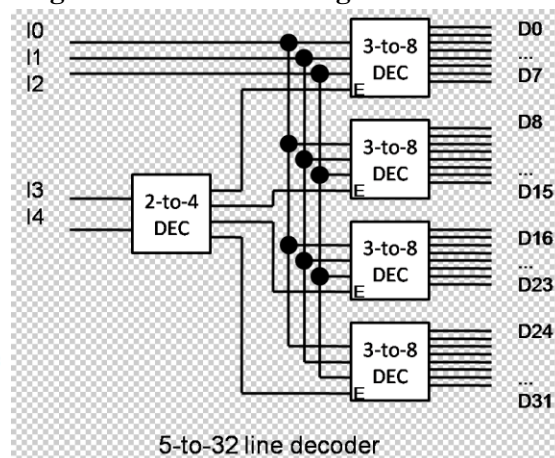 I0
I1
I2
I3
I4
2-to-4
DEC
3-to-8
DEC
E
D0
...
D7
3-to-8
DEC
E
D8
...
D15
3-to-8
DEC
E
D16
...
D23
3-to-8
DEC
E
D24
...
D31
5-to-32 line decoder